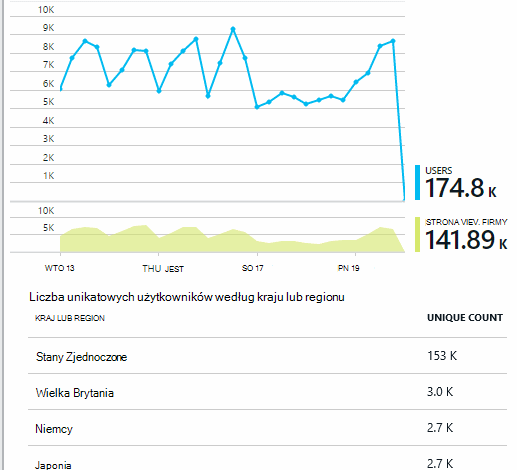 10K
9K
8K
7K
6K
5K
4K
3K
2K
1K
USERS
174.8 K
10K
5K
STRONA VIEV. FIRMY
141.89 K
WTO 13
THU JEST
SO 17
PN 19
Liczba unikatowych użytkowników według kraju lub regionu
KRAJ LUB REGION UNIQUE COUNT
Stany Zjednoczone 153 K
Wielka Brytania 3.0 K
Niemcy 2.7 K
Japonia 2.7 K